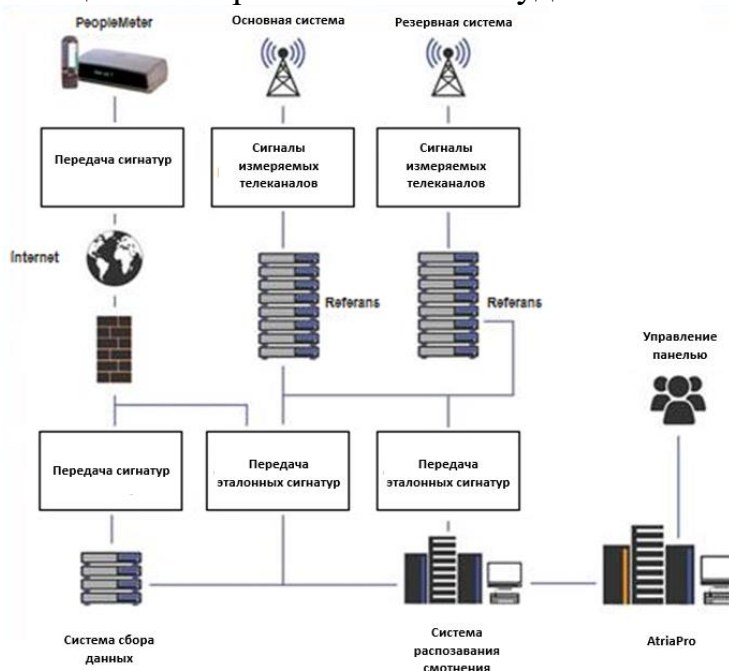 PeopleMeter
Основная система
Резервная система
Передача сигнатур
Сигналы
измеряемых
телеканалов
Сигналы
измеряемых
телеканалов
Internet
Referans
Referans
Управление
панелью
Передача сигнатур
Передача
эталонных сигнатур
Передача
эталонных сигнатур
Система сбора
данных
Система
распозавания
смотнения
AtriaPro